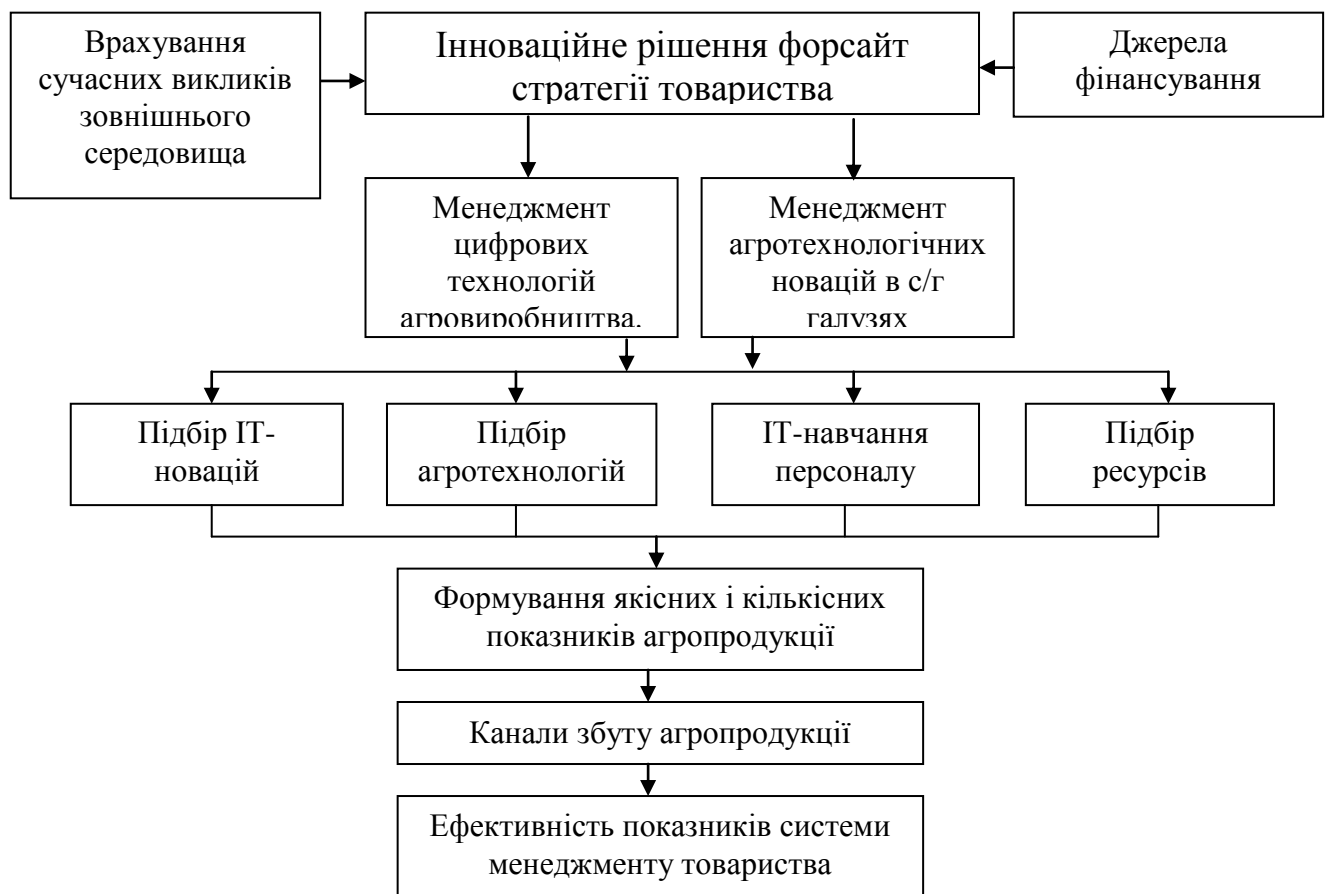 Врахування
сучасних викликів
зовнішнього
середовища
Інноваційне рішення форсайт
стратегії товариства
Джерела
фінансування
Менеджмент
цифрових
технологій
агровиробництва.
Менеджмент
агротехнологічних
новацій в с/г
галузях
Підбір ІТ-
новацій
Підбір
агротехнологій
ІТ-навчання
персоналу
Підбір
ресурсів
Формування якісних і кількісних
показників агропродукції
Канали збуту агропродукції
Ефективність показників системи
менеджменту товариства